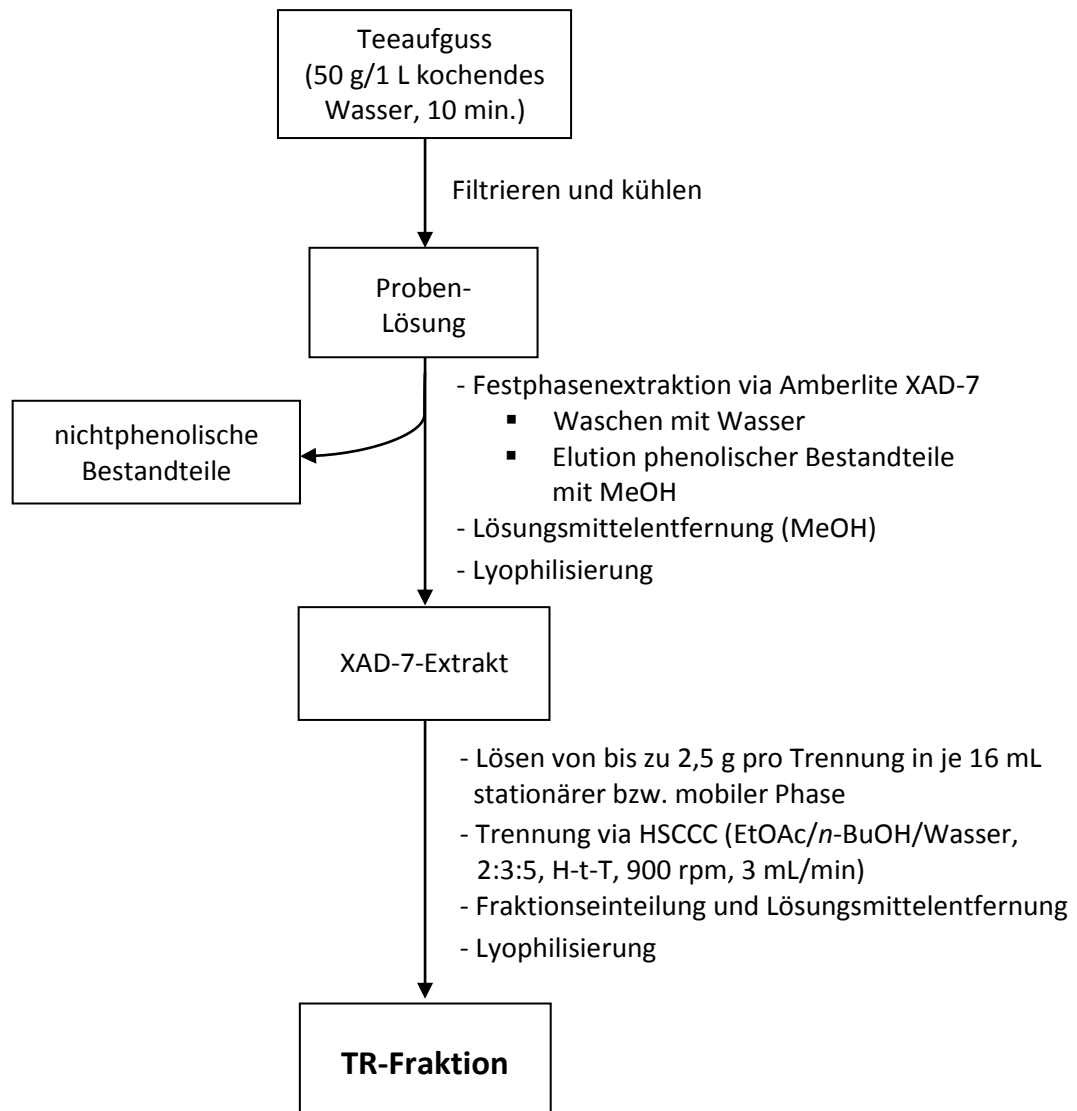 Teeaufguss
(50 g/1 L kochendes
Wasser, 10 min.)
Filtrieren und kühlen
Proben-
Lösung
- Festphasenextraktion via Amberlite XAD-7
▪ Waschen mit Wasser
▪ Elution phenolischer Bestandteile
mit MeOH
- Lösungsmittelentfernung (MeOH)
- Lyophilisierung
nichtphenolische
Bestandteile
XAD-7-Extrakt
- Lösen von bis zu 2,5 g pro Trennung in je 16 mL
stationärer bzw. mobiler Phase
- Trennung via HSCCC (EtOAc/n-BuOH/Wasser,
2:3:5, H-t-T, 900 rpm, 3 mL/min)
- Fraktionseinteilung und Lösungsmittelentfernung
- Lyophilisierung
TR-Fraktion